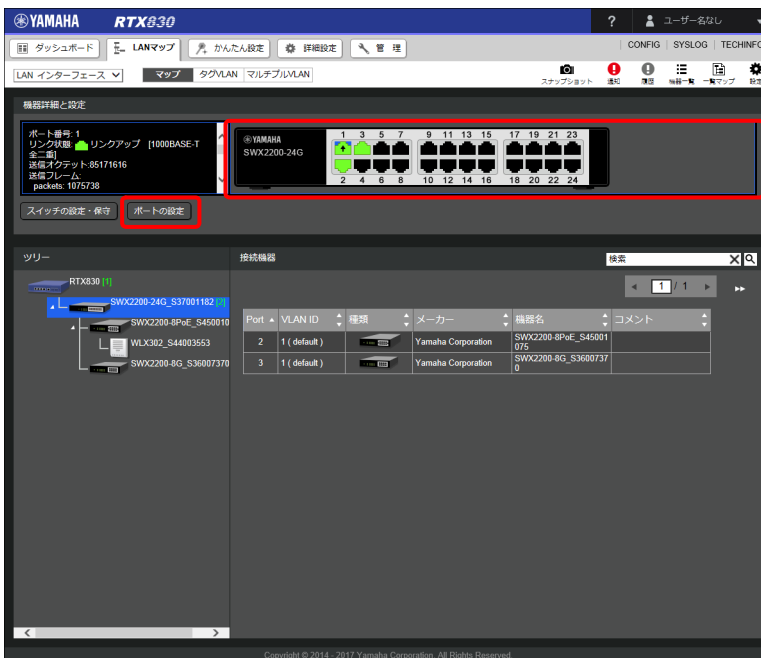 YAMAHA RTX830 ? ユーザーなし
ダッシュボード LANマップ かんたん設定 詳細設定 管 理 CONFIG SYSLOG TECHINFO
LAN インターフェース マップ タグVLAN マルチプルVLAN スナップショット 通知 履歴 機器一覧 一覧マップ 設定
機器詳細と設定
ポート番号: 1
リンク状態: リンクアップ [1000BASE-T
全二重]
送信オクテット:85171616
送信フレーム:
packets: 1075738
YAMAHA
SWX2200-24G
1 3 5 7 9 11 13 15 17 19 21 23
2 4 6 8 10 12 14 16 18 20 22 24
スイッチの設定・保守 ポートの設定
ツリー
RTX830 [1]
SWX2200-24G_S37001182 [2]
SWX2200-8PoE_S450010
WLX302_S44003553
SWX2200-8G_S36007370
接続機器 検索
1 / 1
Port VLAN ID 種類 メーカー 機器名 コメント
2 1 ( default ) Yamaha Corporation SWX2200-8PoE_S45001
075
3 1 ( default ) Yamaha Corporation SWX2200-8G_S3600737
0
Copyright © 2014 - 2017 Yamaha Corporation. All Rights Reserved.